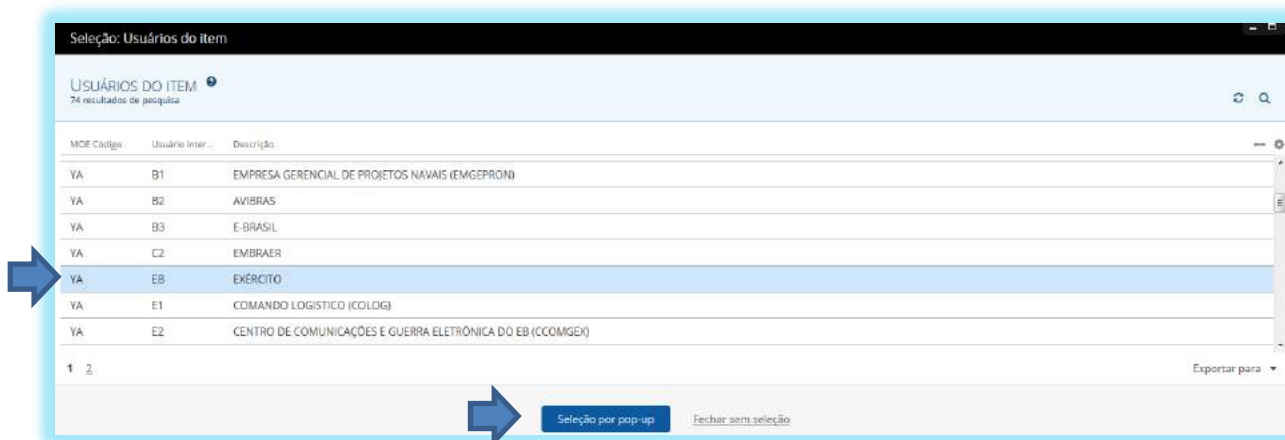 Seleção: Usuários do item
USUÁRIOS DO ITEM
74 resultados de pesquisa
MOE Código Usuário Inter... Descrição
YA B1 EMPRESA GERENCIAL DE PROJETOS NAVAIS (EMGEPRON)
YA B2 AVIBRAS
YA B3 E-BRASIL
YA C2 EMBRAER
YA EB EXÉRCITO
YA E1 COMANDO LOGISTICO (COLOG)
YA E2 CENTRO DE COMUNICAÇÕES E GUERRA ELETRÔNICA DO EB (CCOMGEX)
1 2 Exportar para
Seleção por pop-up Fechar sem seleção